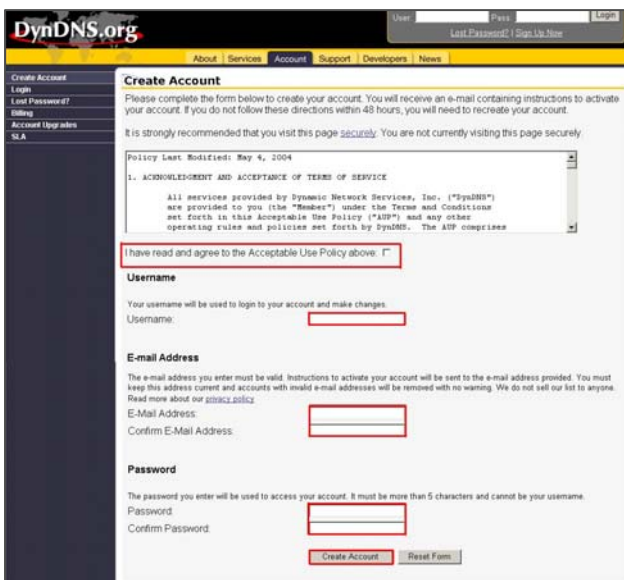 DynDNS.org
User: Pass: Login
Lost Password? | Sign Up Now
About Services Account Support Developers News
Create Account
Login
Lost Password?
Billing
Account Upgrades
SLA
Create Account
Please complete the form below to create your account. You will receive an e-mail containing instructions to activate
your account. If you do not follow these directions within 48 hours, you will need to recreate your account.
It is strongly recommended that you visit this page securely. You are not currently visiting this page securely.
Policy Last Modified: May 4, 2004
1. ACKNOWLEDGMENT AND ACCEPTANCE OF TERMS OF SERVICE
All services provided by Dynamic Network Services, Inc. ("DynDNS")
are provided to you (the "Member") under the Terms and Conditions
set forth in this Acceptable Use Policy ("AUP") and any other
operating rules and policies set forth by DynDNS. The AUP comprises
I have read and agree to the Acceptable Use Policy above:
Username
Your username will be used to login to your account and make changes.
Username:
E-mail Address
The e-mail address you enter must be valid. Instructions to activate your account will be sent to the e-mail address provided. You must
keep this address current and accounts with invalid e-mail addresses will be removed with no warning. We do not sell our list to anyone.
Read more about our privacy policy
E-Mail Address:
Confirm E-Mail Address:
Password
The password you enter will be used to access your account. It must be more than 5 characters and cannot be your username.
Password:
Confirm Password:
Create Account Reset Form